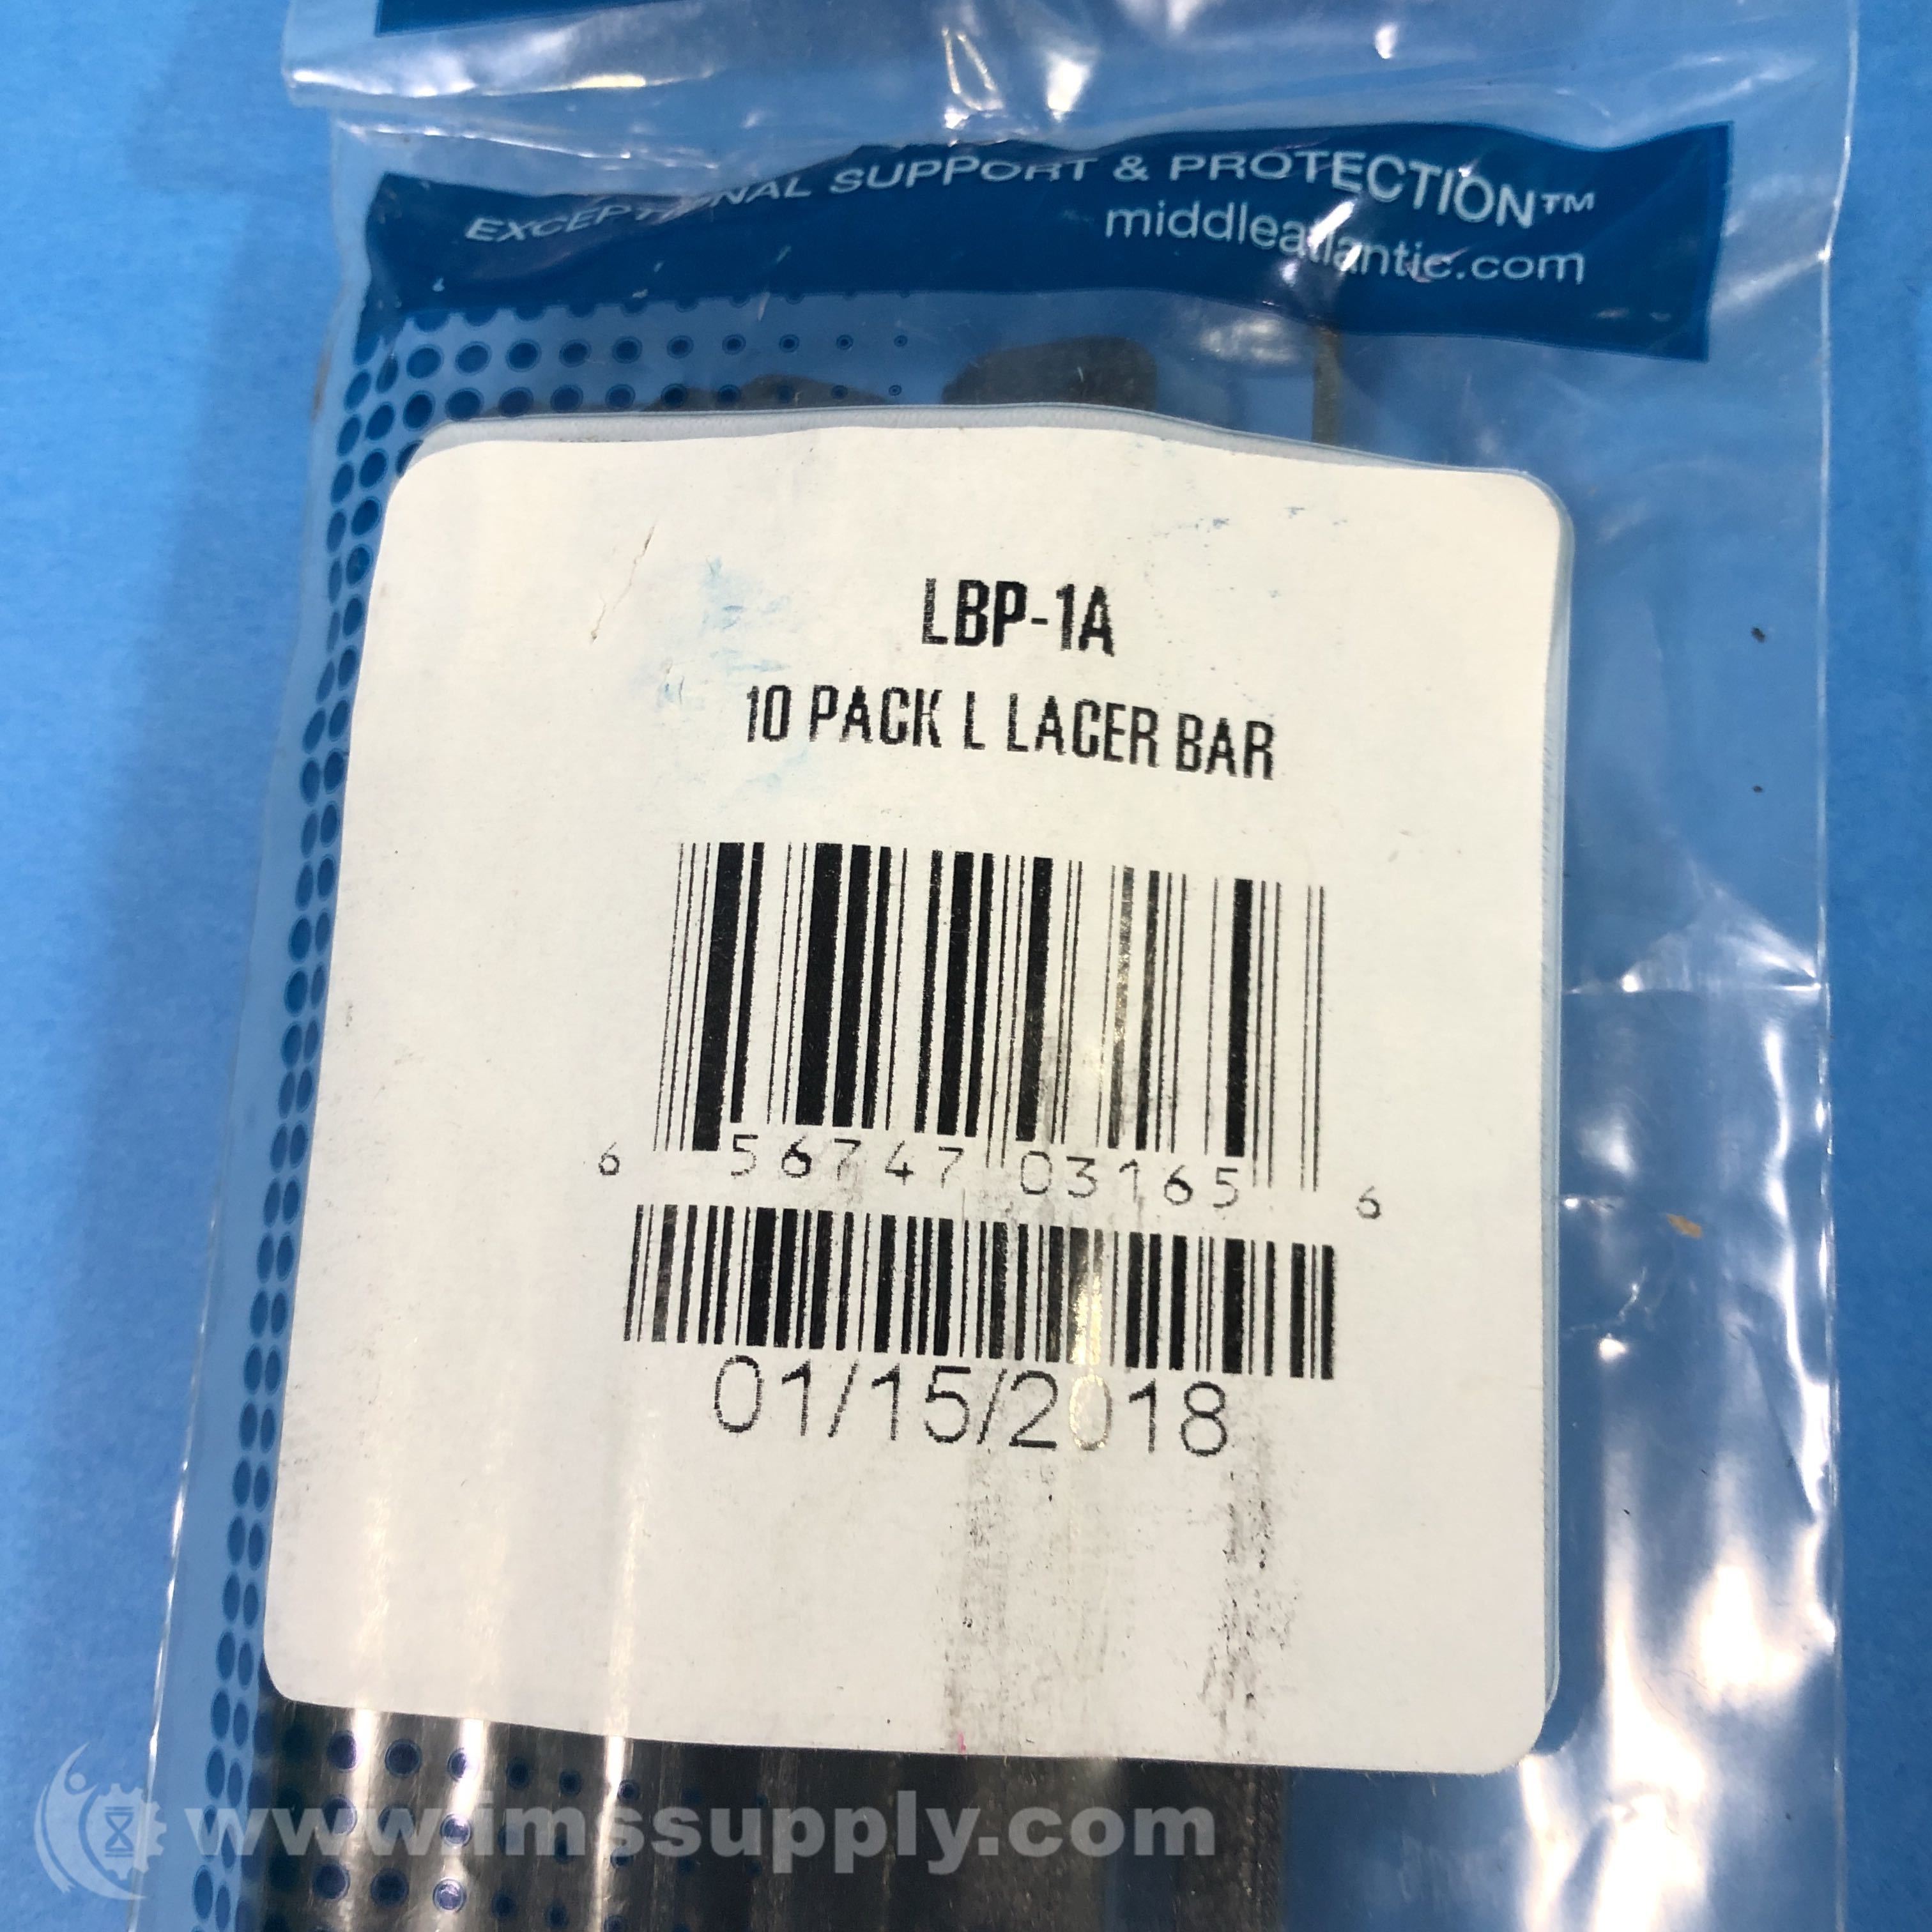 EXCEPTIONAL SUPPORT & PROTECTION™
middleatlantic.com
LBP-1A
10 PACK L LACER BAR
6 56747 03165 6
01/15/2018
www.imssupply.com